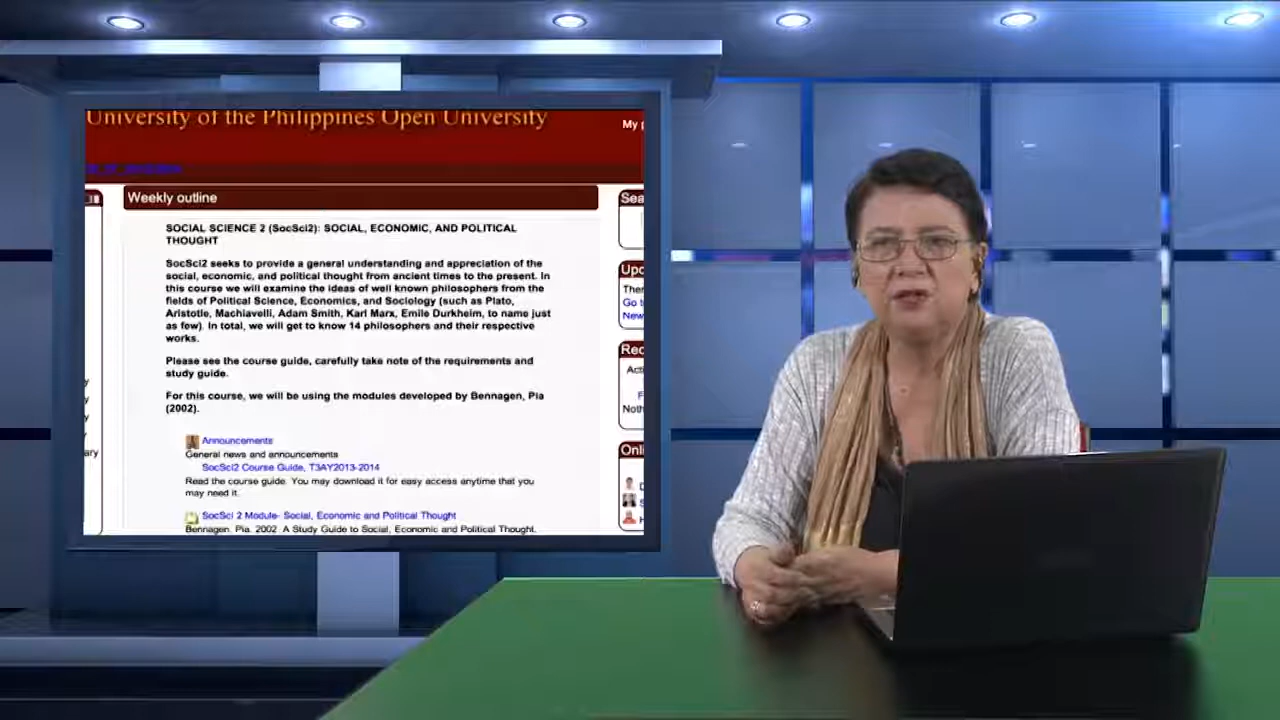 University of the Philippines Open University
My
Weekly outline
Sea
SOCIAL SCIENCE 2 (SocSci2): SOCIAL, ECONOMIC, AND POLITICAL
THOUGHT
SocSci2 seeks to provide a general understanding and appreciation of the
social, economic, and political thought from ancient times to the present. In
this course we will examine the ideas of well known philosophers from the
fields of Political Science, Economics, and Sociology (such as Plato,
Aristotle, Machiavelli, Adam Smith, Karl Marx, Emile Durkheim, to name just
as few). In total, we will get to know 14 philosophers and their respective
works.
Please see the course guide, carefully take note of the requirements and
study guide.
For this course, we will be using the modules developed by Bennagen, Pia
(2002).
Announcements
General news and announcements
SocSci2 Course Guide, T3AY2013-2014
Read the course guide. You may download it for easy access anytime that you
may need it.
SocSci 2 Module- Social, Economic and Political Thought
Bennagen, Pia. 2002. A Study Guide to Social, Economic and Political Thought.
Upc
Ther
Go t
New
Rec
Acti
F
Noth
Onli
ary